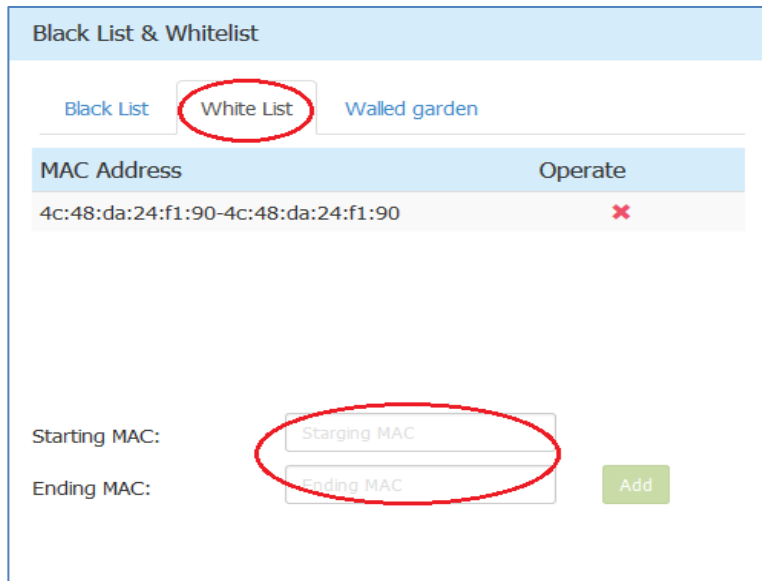 Black List & Whitelist
Black List White List Walled garden
MAC Address Operate
4c:48:da:24:f1:90-4c:48:da:24:f1:90
Starting MAC: Starging MAC
Ending MAC: Ending MAC Add